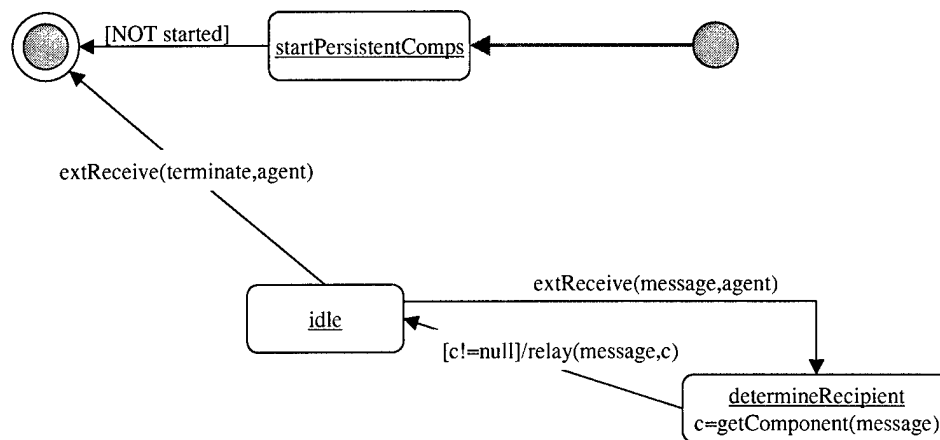 [NOT started]
startPersistentComps
extReceive(terminate,agent)
extReceive(message,agent)
idle
[c!=null]/relay(message,c)
determineRecipient
c=getComponent(message)